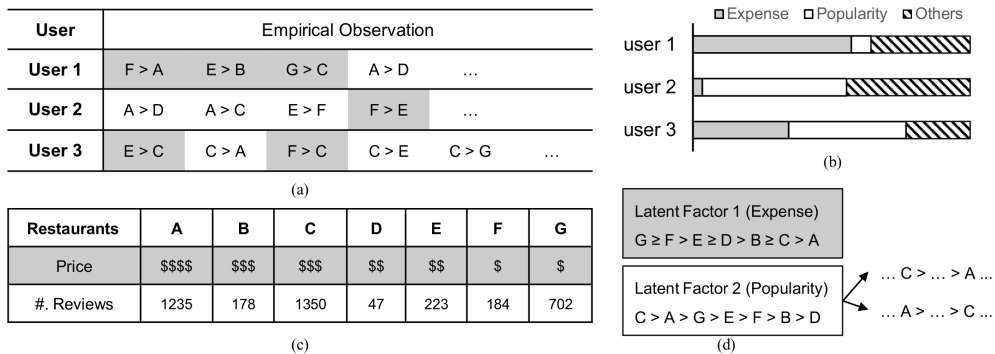 User Empirical Observation
User 1 F > A E > B G > C A > D ...
User 2 A > D A > C E > F F > E ...
User 3 E > C C > A F > C C > E C > G ...
(a)
Expense Popularity Others
user 1
user 2
user 3
(b)
Restaurants A B C D E F G
Price $$$$ $$$ $$$ $$ $$ $ $
#. Reviews 1235 178 1350 47 223 184 702
(c)
Latent Factor 1 (Expense)
G ≥ F > E ≥ D > B ≥ C > A
Latent Factor 2 (Popularity)
C > A > G > E > F > B > D
... C > ... > A ...
... A > ... > C ...
(d)